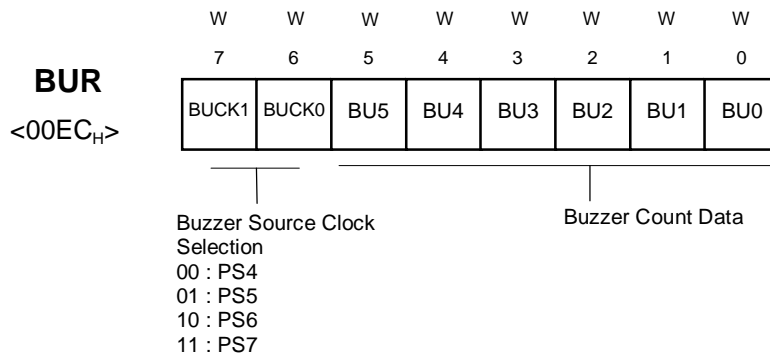 W W W W W W W W
7 6 5 4 3 2 1 0
BUR
<00ECH>
BUCK1 BUCK0 BU5 BU4 BU3 BU2 BU1 BU0
Buzzer Source Clock
Selection
00 : PS4
01 : PS5
10 : PS6
11 : PS7
Buzzer Count Data